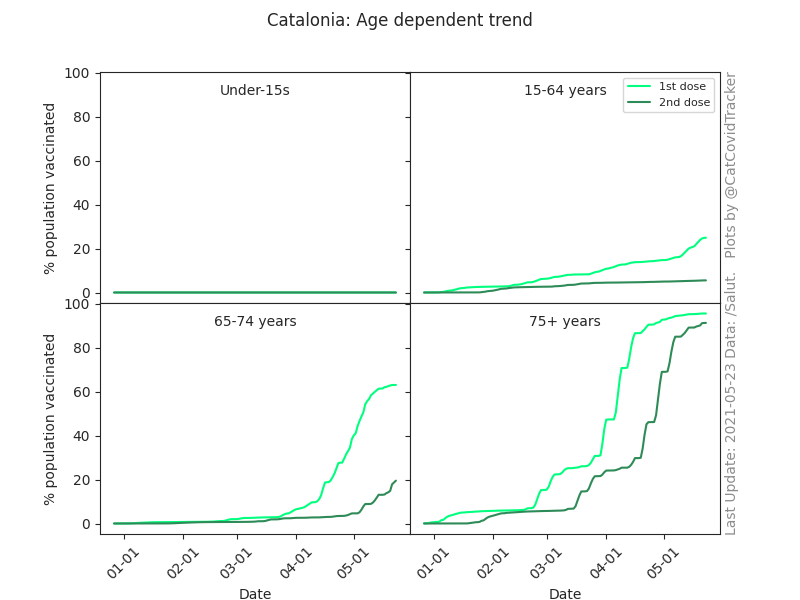 Catalonia: Age dependent trend
Under-15s
15-64 years
1st dose
2nd dose
% population vaccinated
100
80
60
40
20
0
65-74 years
75+ years
% population vaccinated
100
80
60
40
20
0
01-01
02-01
03-01
04-01
05-01
01-01
02-01
03-01
04-01
05-01
Date
Date
Last Update: 2021-05-23 Data: /Salut.   Plots by @CatCovidTracker